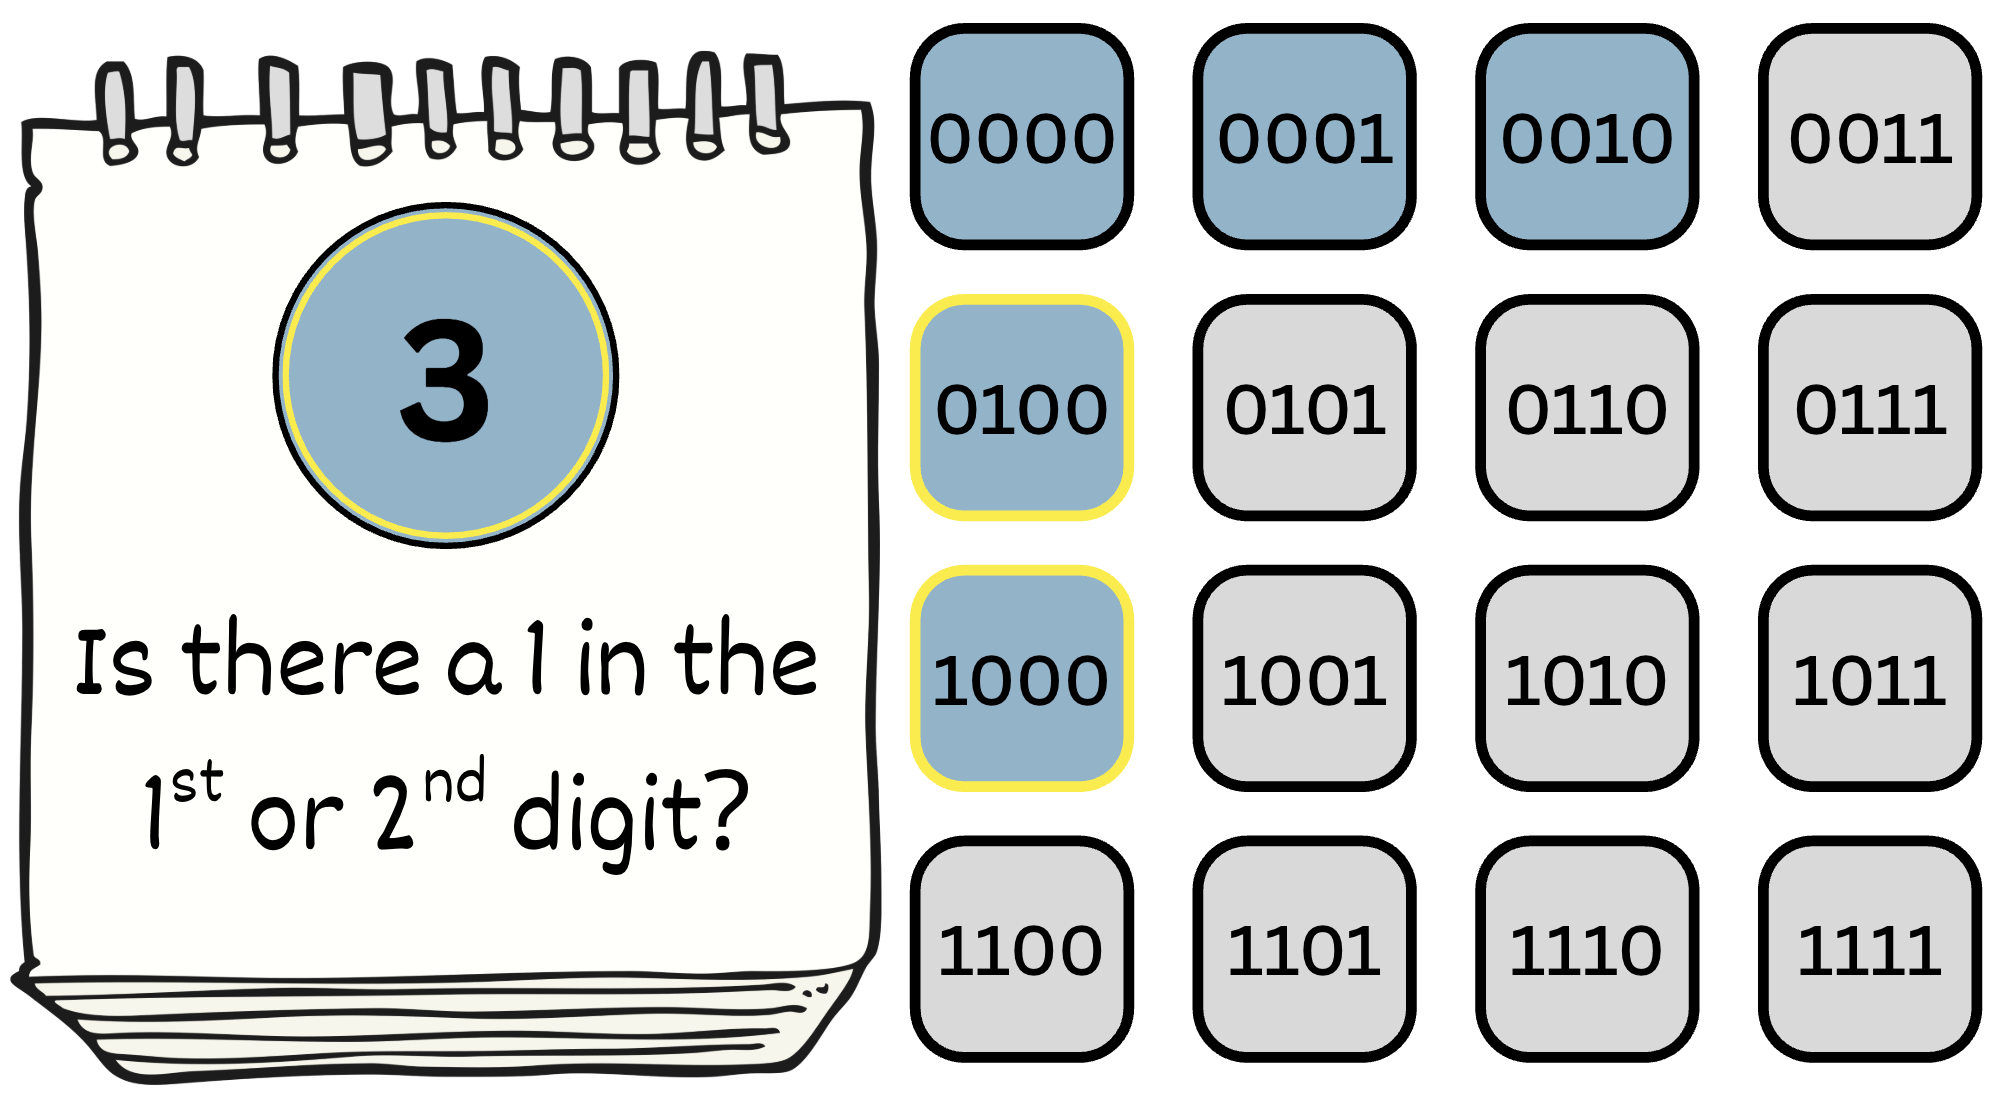 3
Is there a 1 in the
1st or 2nd digit?
0000 0001 0010 0011
0100 0101 0110 0111
1000 1001 1010 1011
1100 1101 1110 1111